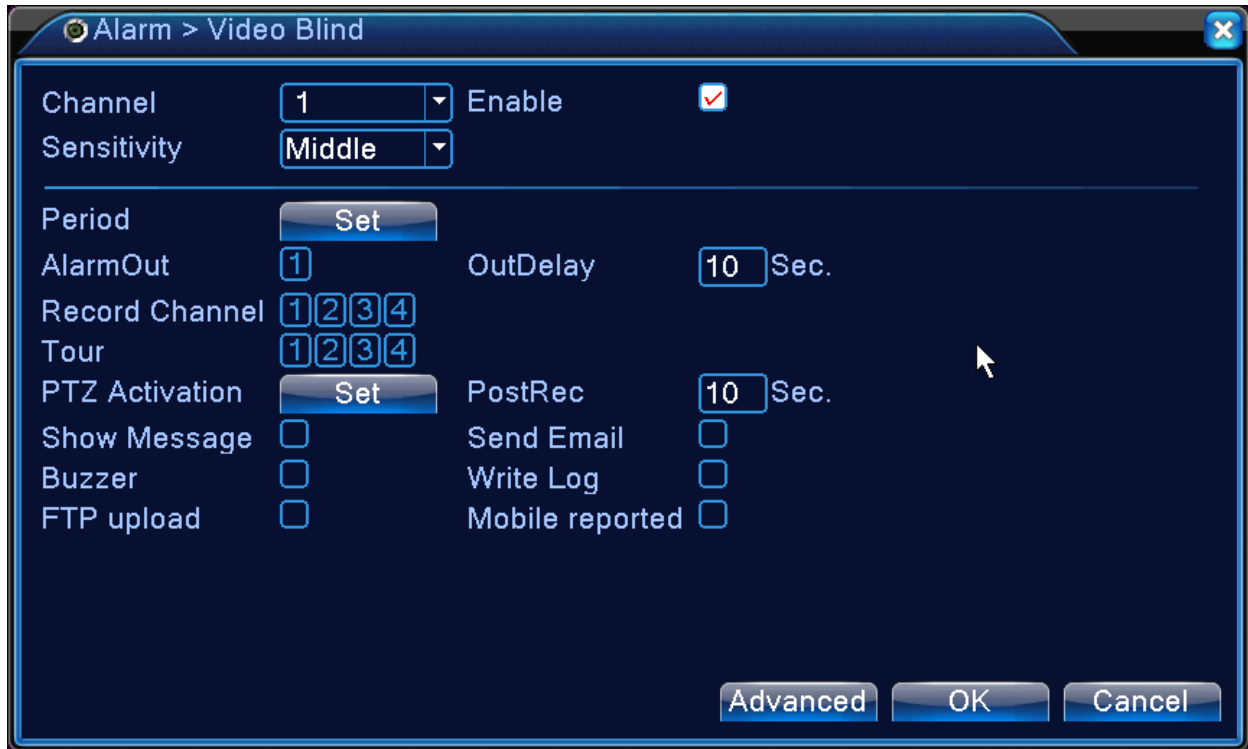 Alarm > Video Blind
Channel 1 Enable
Sensitivity Middle
Period Set
AlarmOut 1 OutDelay 10 Sec.
Record Channel 1 2 3 4
Tour 1 2 3 4
PTZ Activation Set PostRec 10 Sec.
Show Message Send Email
Buzzer Write Log
FTP upload Mobile reported
Advanced OK Cancel